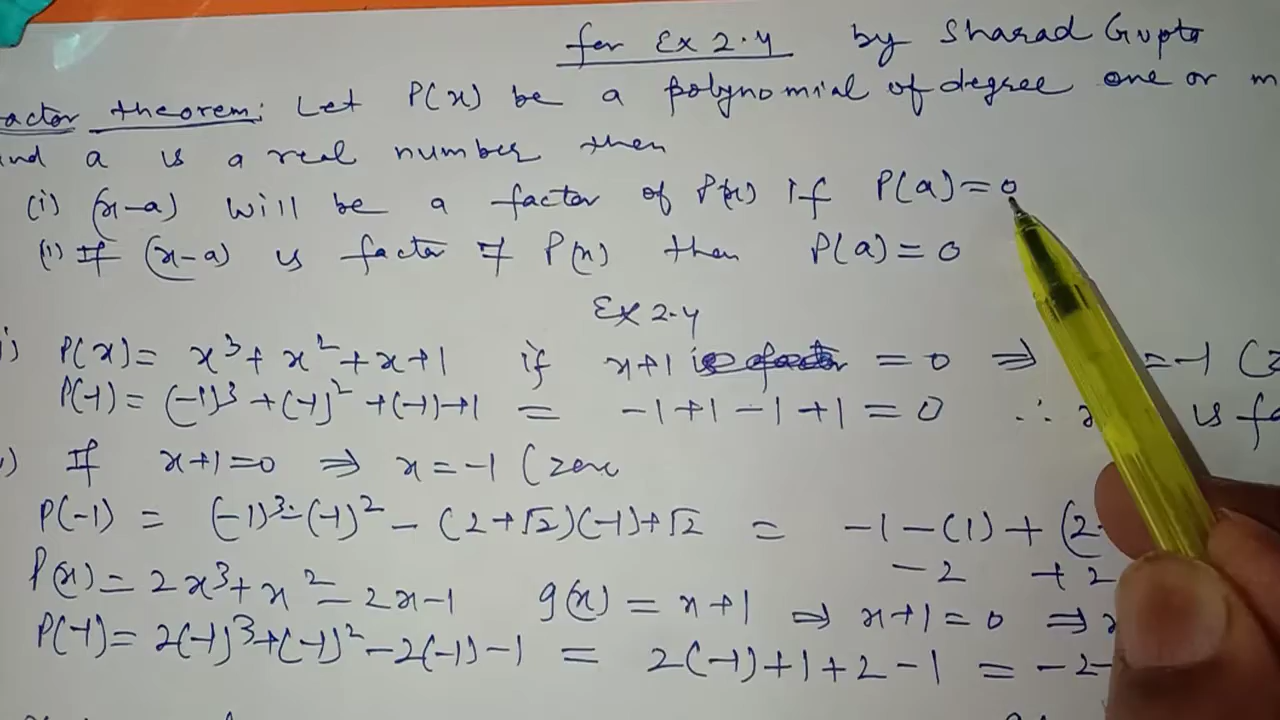 for Ex 2.4 by Sharad Gupta
actor theorem: Let P(x) be a polynomial of degree one or m
and a is a real number then
(i) (x-a) will be a factor of P(x) if P(a)=0
(i) If (x-a) is factor of P(x) then P(a)=0
Ex 2.4
i) P(x)= x³+x²+x+1 if x+1 = 0 ⇒ =-1 (z
P(-1)= (-1)³+(-1)²+(-1)+1 = -1+1-1+1=0 ∴ x is fa
) If x+1=0 ⇒ x=-1 (zero
P(-1) = (-1)³-(-1)²-(2+√2)(-1)+√2 = -1-(1)+(2
-2 +2
P(x)=2x³+x²-2x-1 g(x)=x+1 ⇒ x+1=0 ⇒ x
P(-1)=2(-1)³+(-1)²-2(-1)-1 = 2(-1)+1+2-1 = -2-